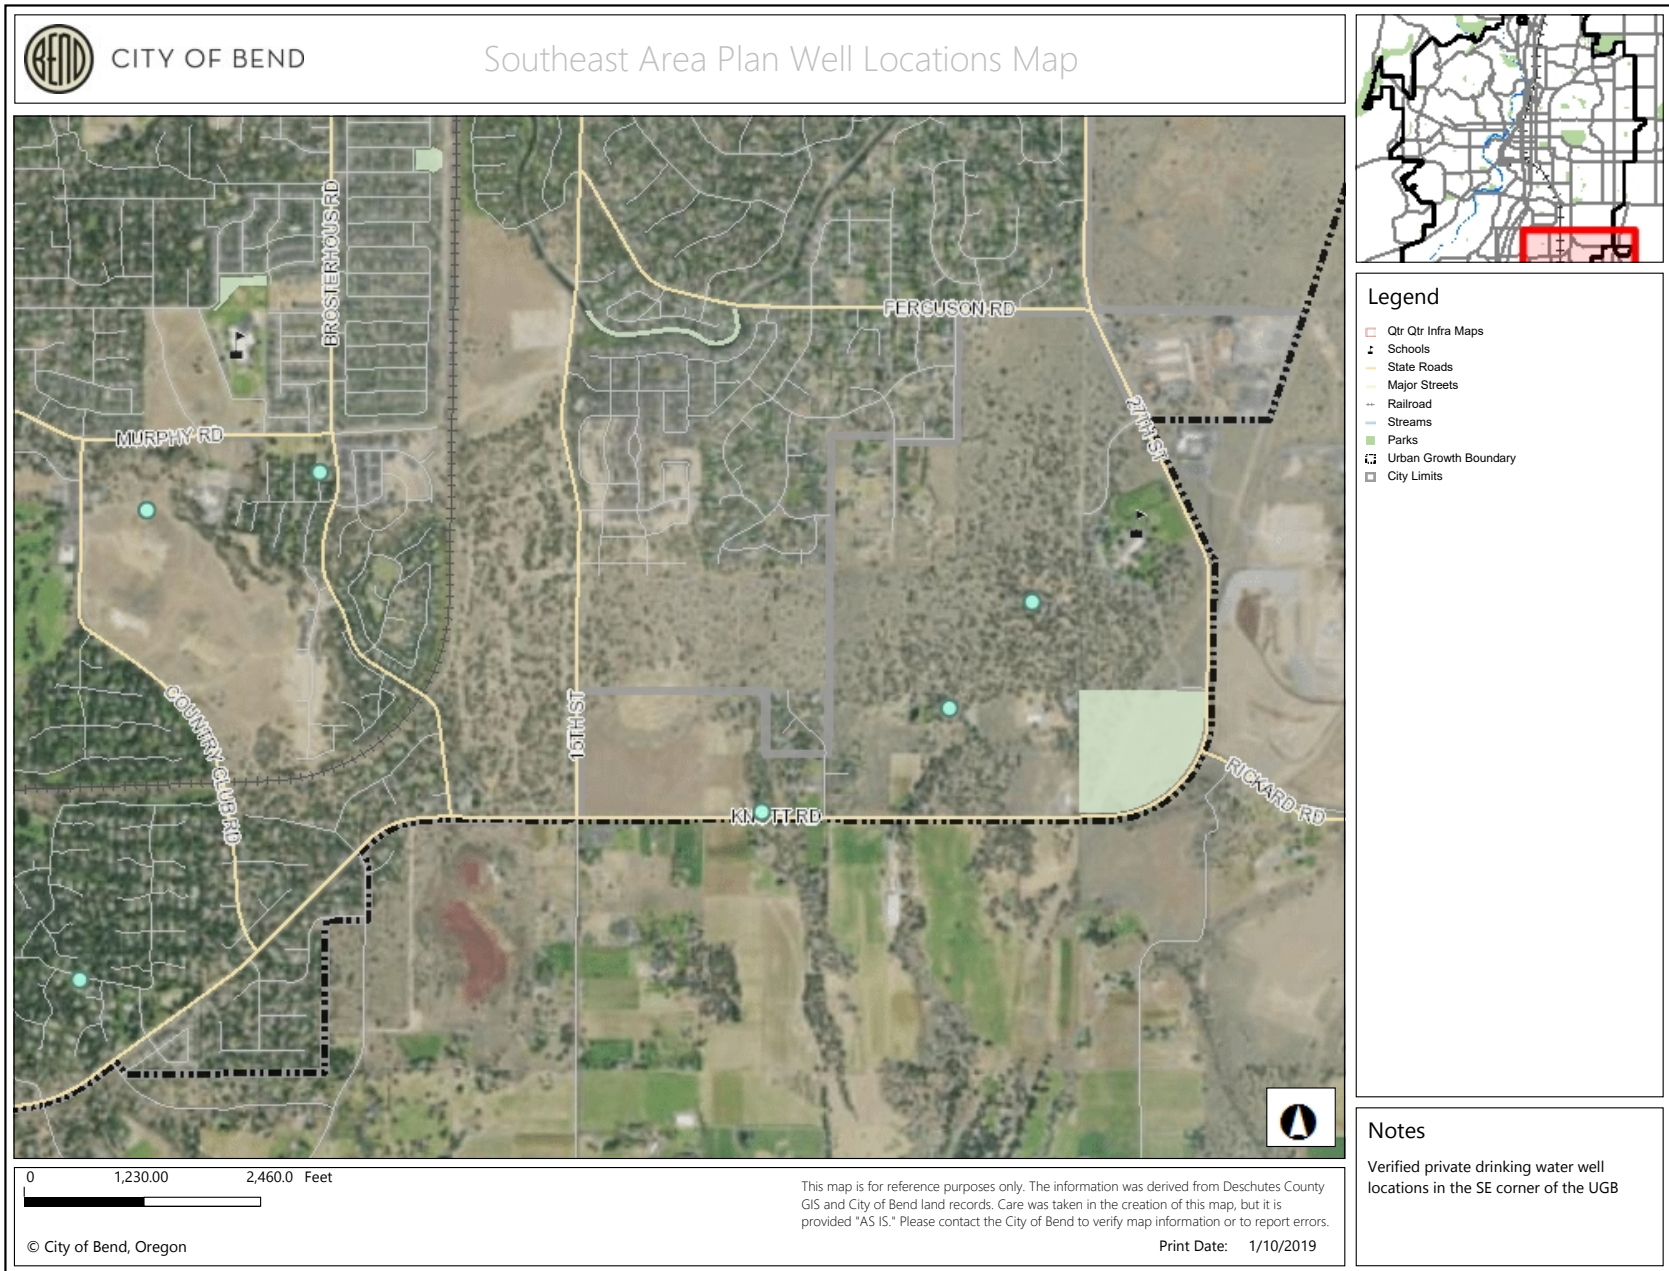 BEND
CITY OF BEND
Southeast Area Plan Well Locations Map
BROSTERHOUS RD
FERGUSON RD
27TH ST
MURPHY RD
COUNTRY CLUB RD
15TH ST
KNOTT RD
RICKARD RD
Legend
Qtr Qtr Infra Maps
Schools
State Roads
Major Streets
Railroad
Streams
Parks
Urban Growth Boundary
City Limits
Notes
Verified private drinking water well
locations in the SE corner of the UGB
0 1,230.00 2,460.0 Feet
This map is for reference purposes only. The information was derived from Deschutes County
GIS and City of Bend land records. Care was taken in the creation of this map, but it is
provided "AS IS." Please contact the City of Bend to verify map information or to report errors.
© City of Bend, Oregon
Print Date: 1/10/2019